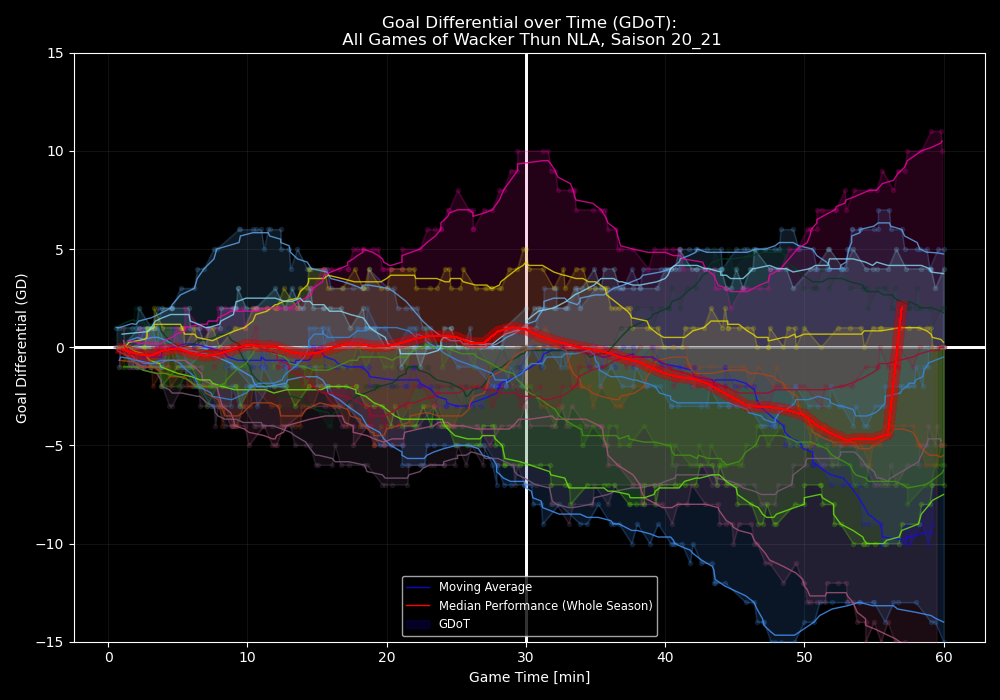 Goal Differential over Time (GDoT):
All Games of Wacker Thun NLA, Saison 20_21
15
10
5
0
−5
−10
−15
Goal Differential (GD)
Moving Average
Median Performance (Whole Season)
GDoT
0 10 20 30 40 50 60
Game Time [min]